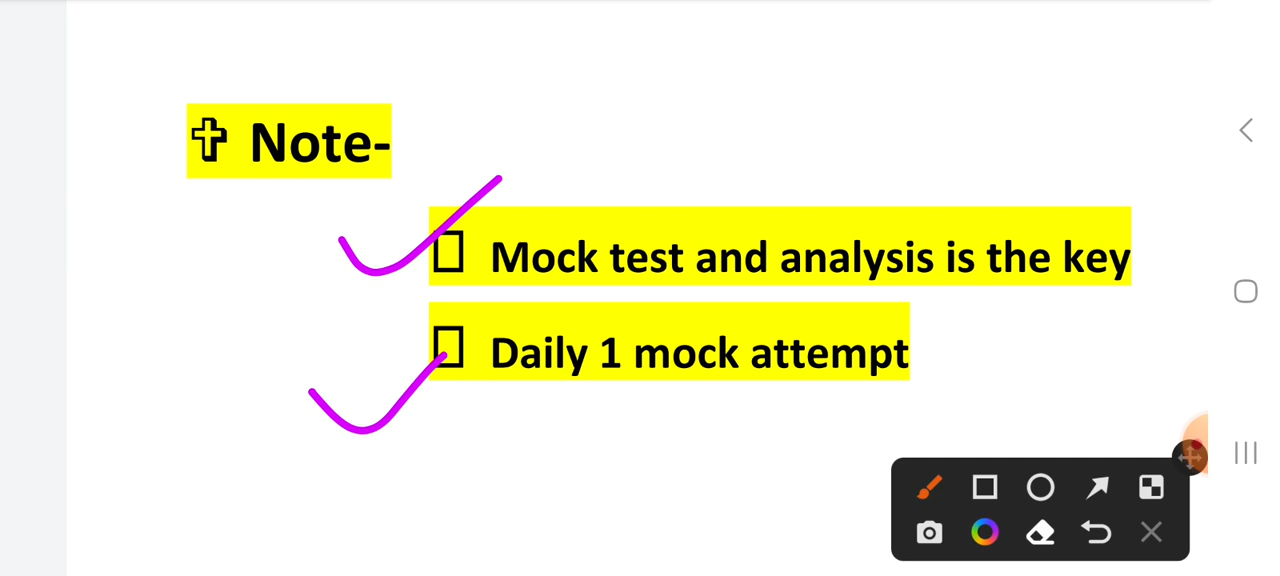 ✞ Note-
▯ Mock test and analysis is the key
▯ Daily 1 mock attempt